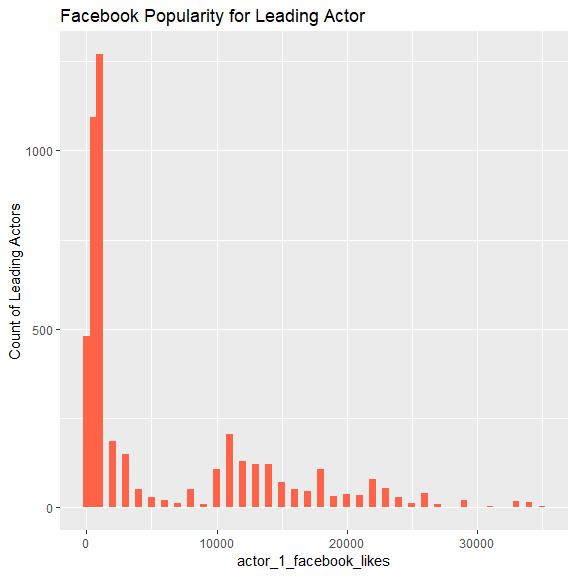 Facebook Popularity for Leading Actor
Count of Leading Actors
1000
500
0
0 10000 20000 30000
actor_1_facebook_likes